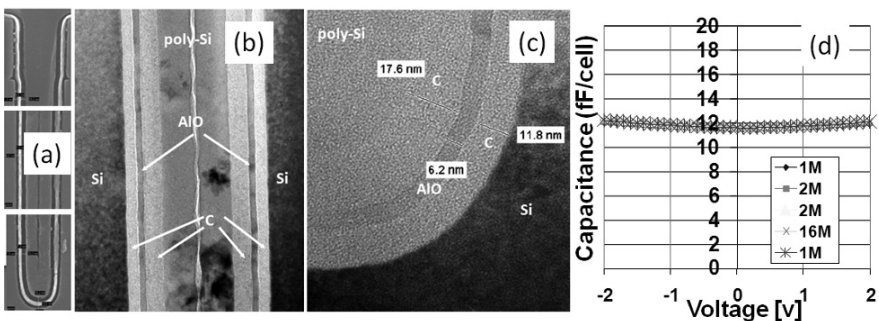 (a)
poly-Si
(b)
AlO
Si
Si
C
poly-Si
(c)
17.6 nm
C
11.8 nm
C
6.2 nm
AlO
Si
(d)
Capacitance (fF/cell)
20
18
16
14
12
10
8
6
4
2
0
-2
-1
0
1
2
Voltage [v]
1M
2M
2M
16M
1M